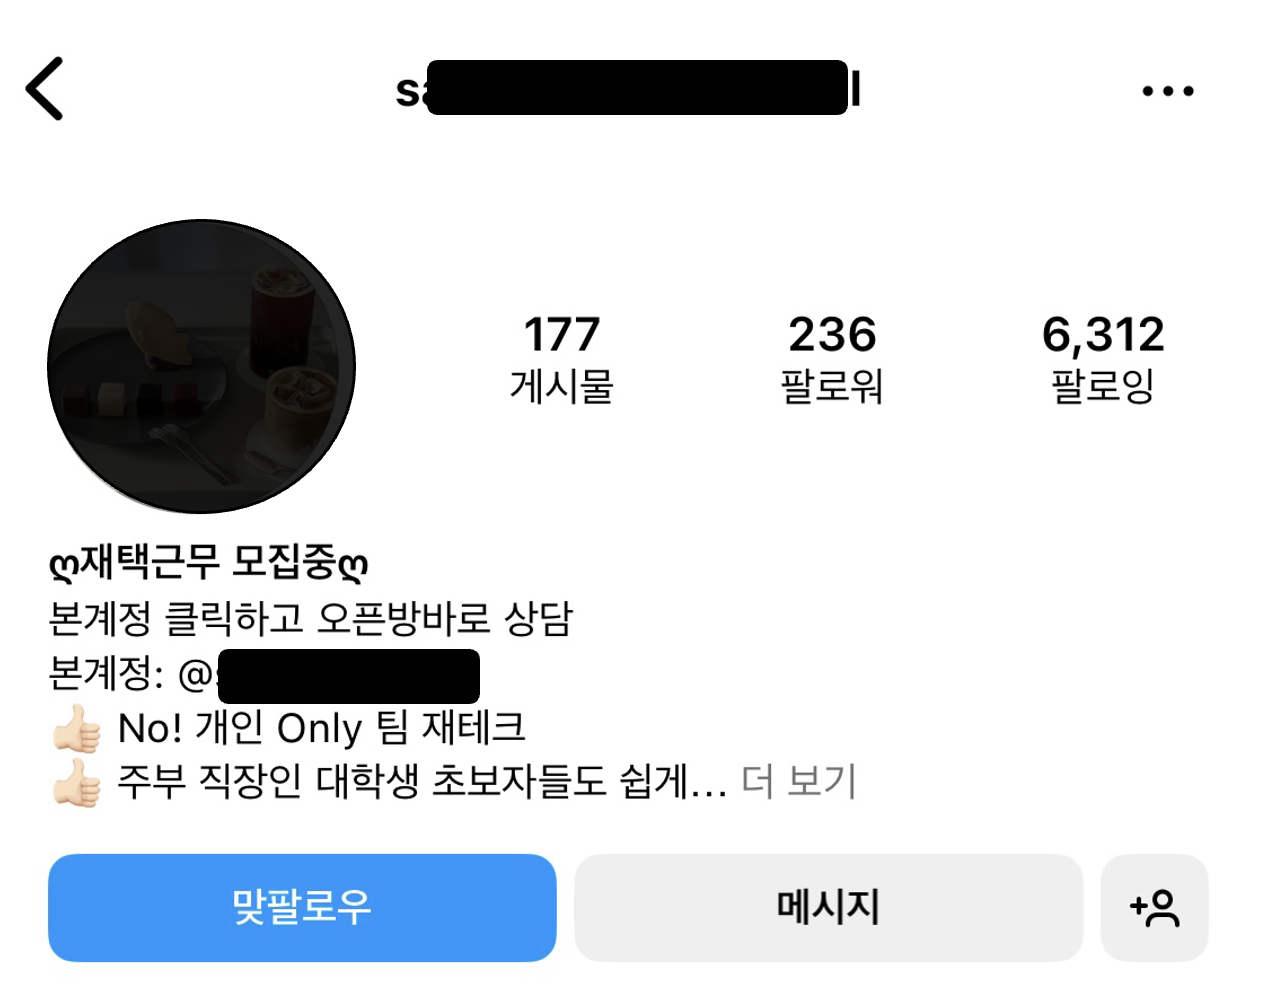 177 236 6,312
게시물 팔로워 팔로잉
ღ재택근무 모집중ღ
본계정 클릭하고 오픈방바로 상담
본계정: @
👍🏻 No! 개인 Only 팀 재테크
👍🏻 주부 직장인 대학생 초보자들도 쉽게... 더 보기
맞팔로우 메시지